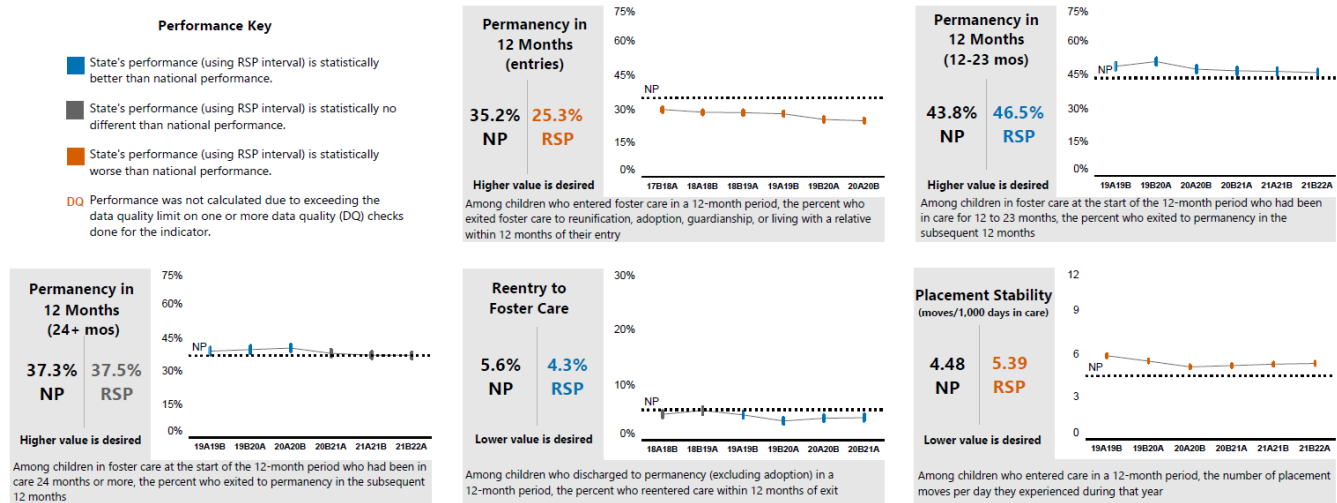 Performance Key
State's performance (using RSP interval) is statistically
better than national performance.
State's performance (using RSP interval) is statistically no
different than national performance.
State's performance (using RSP interval) is statistically
worse than national performance.
DQ Performance was not calculated due to exceeding the
data quality limit on one or more data quality (DQ) checks
done for the indicator.
Permanency in
12 Months
(entries)
35.2% 25.3%
NP RSP
Higher value is desired
75%
60%
45%
NP
30%
15%
0%
17B18A 18A18B 18B19A 19A19B 19B20A 20A20B
Among children who entered foster care in a 12-month period, the percent who
exited foster care to reunification, adoption, guardianship, or living with a relative
within 12 months of their entry
Permanency in
12 Months
(12-23 mos)
43.8% 46.5%
NP RSP
Higher value is desired
75%
60%
NP
45%
30%
15%
0%
19A19B 19B20A 20A20B 20B21A 21A21B 21B22A
Among children in foster care at the start of the 12-month period who had been
in care for 12 to 23 months, the percent who exited to permanency in the
subsequent 12 months
Permanency in
12 Months
(24+ mos)
37.3% 37.5%
NP RSP
Higher value is desired
75%
60%
45%
NP
30%
15%
0%
19A19B 19B20A 20A20B 20B21A 21A21B 21B22A
Among children in foster care at the start of the 12-month period who had been in
care 24 months or more, the percent who exited to permanency in the subsequent
12 months
Reentry to
Foster Care
5.6% 4.3%
NP RSP
Lower value is desired
30%
20%
10%
NP
0%
18A18B 18B19A 19A19B 19B20A 20A20B 20B21A
Among children who discharged to permanency (excluding adoption) in a
12-month period, the percent who reentered care within 12 months of exit
Placement Stability
(moves/1,000 days in care)
4.48 5.39
NP RSP
Lower value is desired
12
9
6
NP
3
0
19A19B 19B20A 20A20B 20B21A 21A21B 21B22A
Among children who entered care in a 12-month period, the number of placement
moves per day they experienced during that year